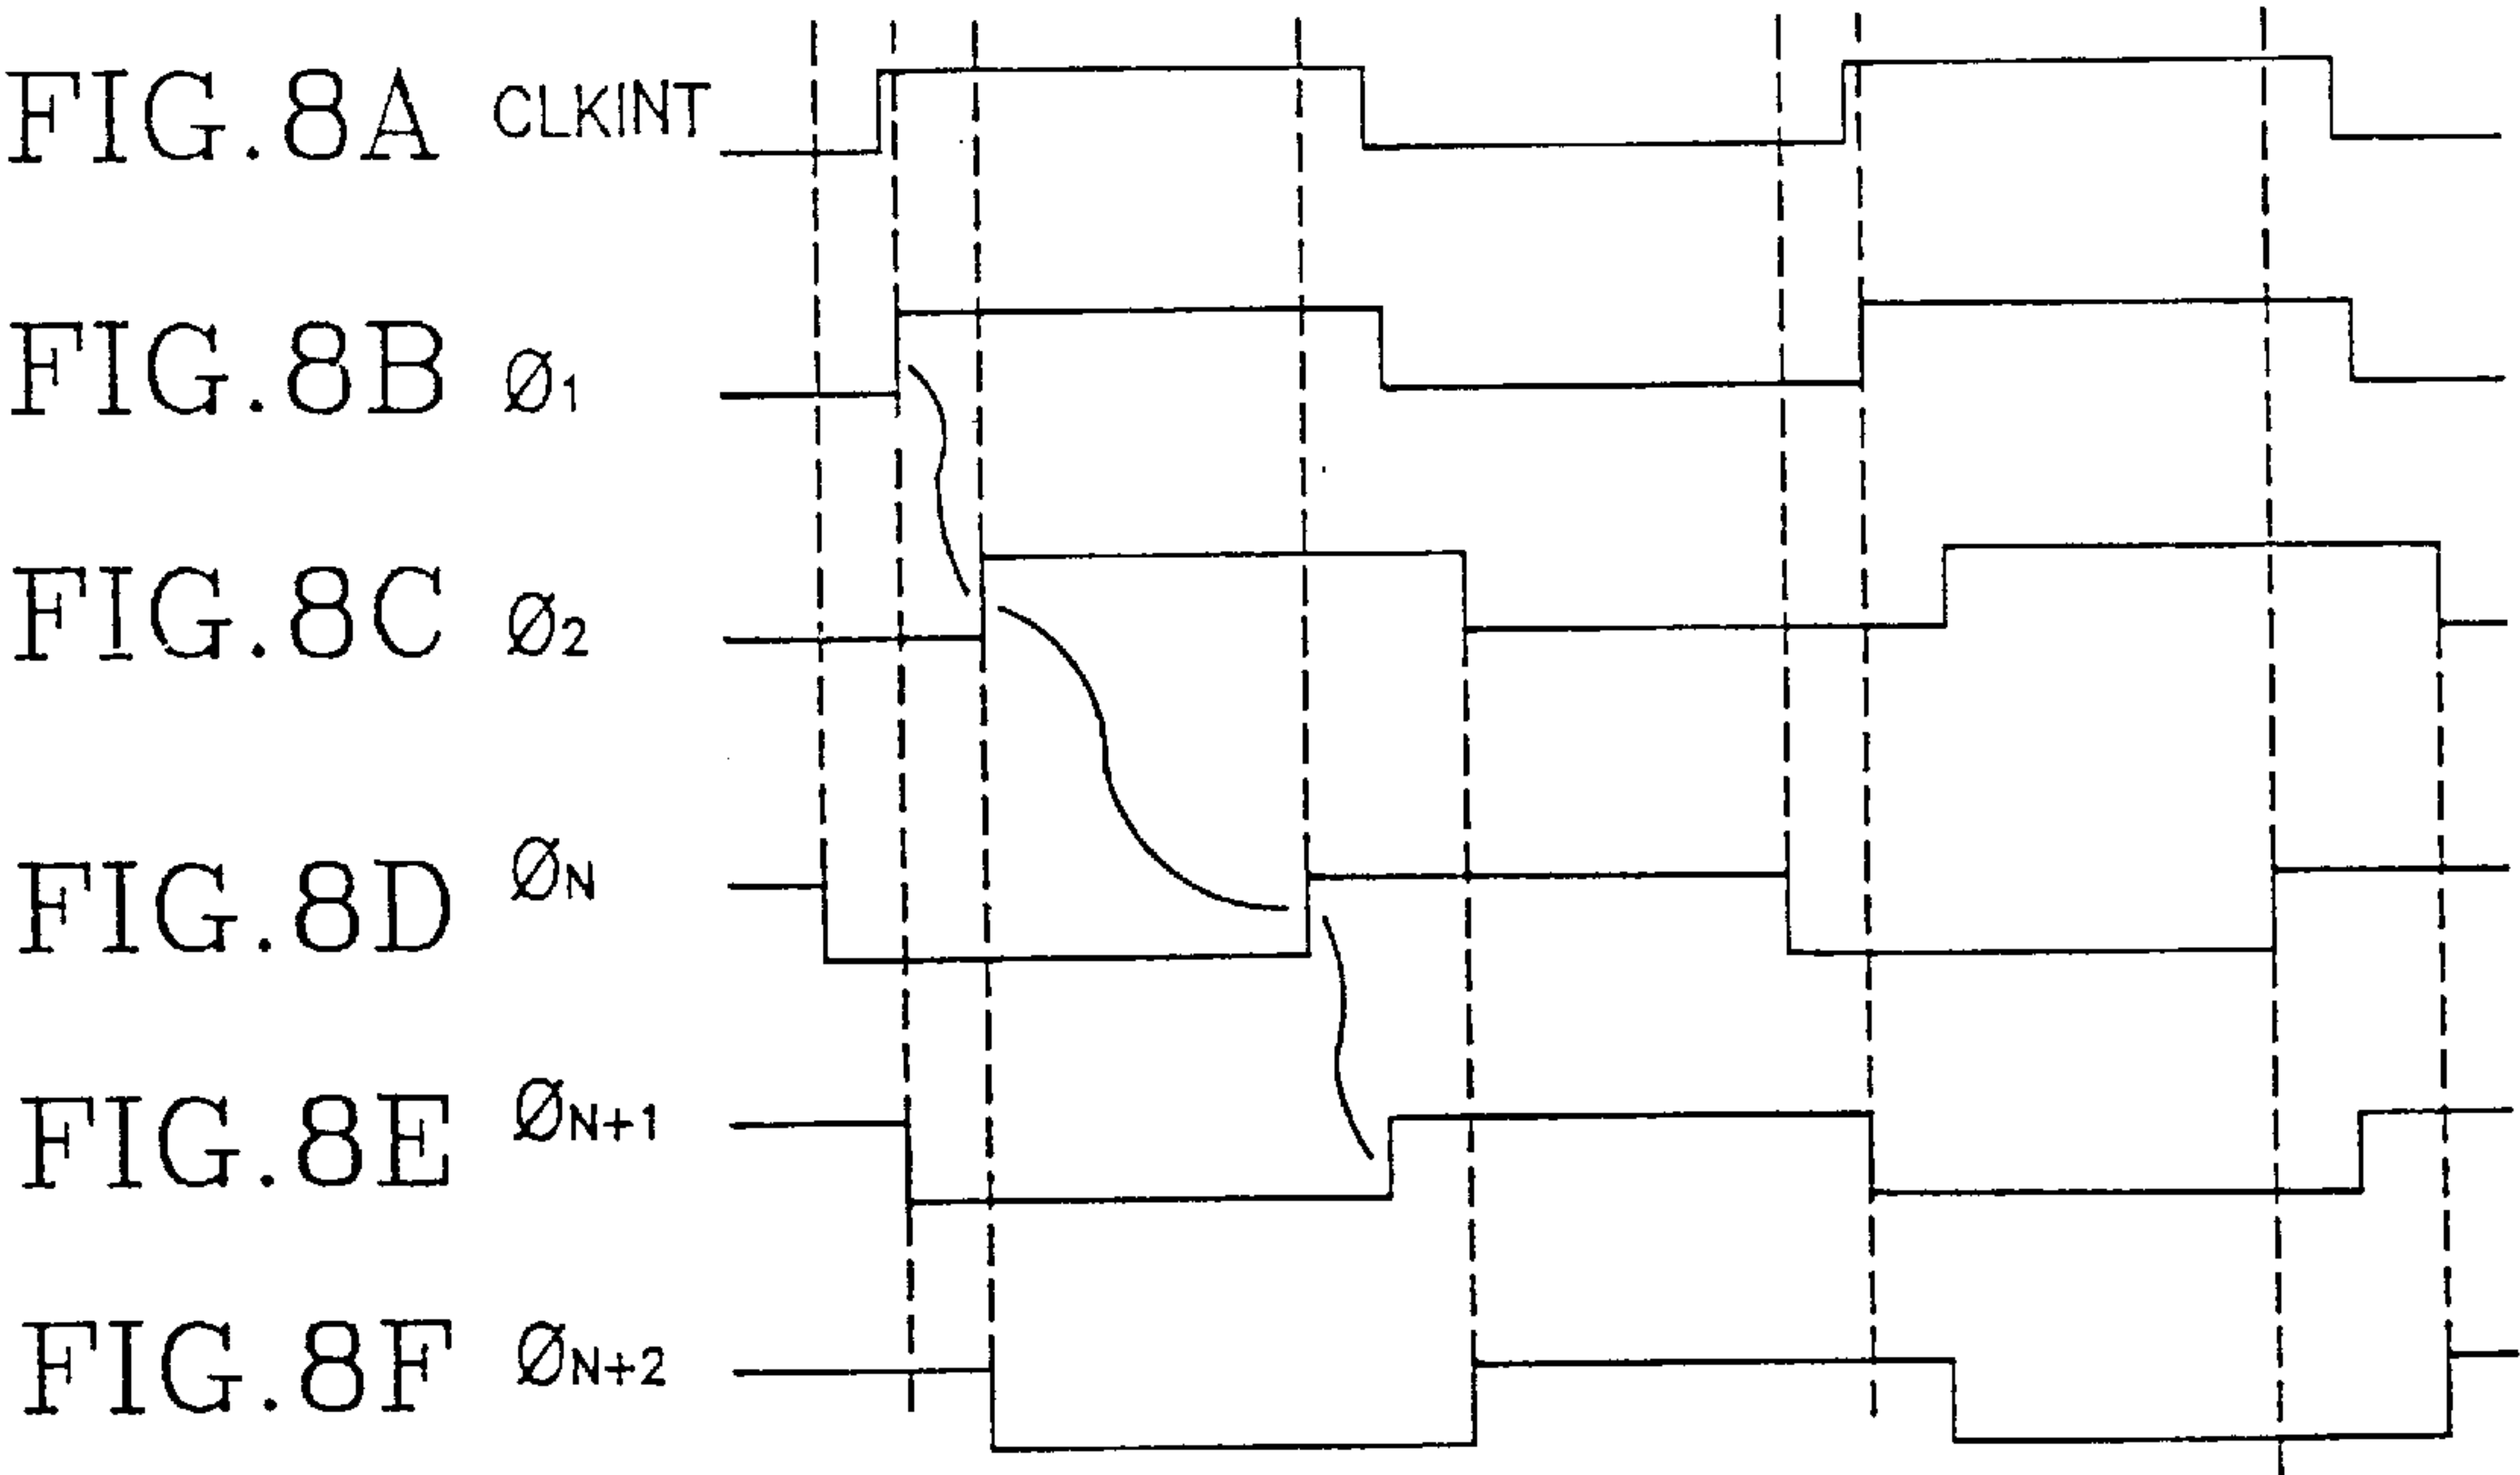 FIG.8A CLKINT
FIG.8B Ø1
FIG.8C Ø2
FIG.8D ØN
FIG.8E ØN+1
FIG.8F ØN+2